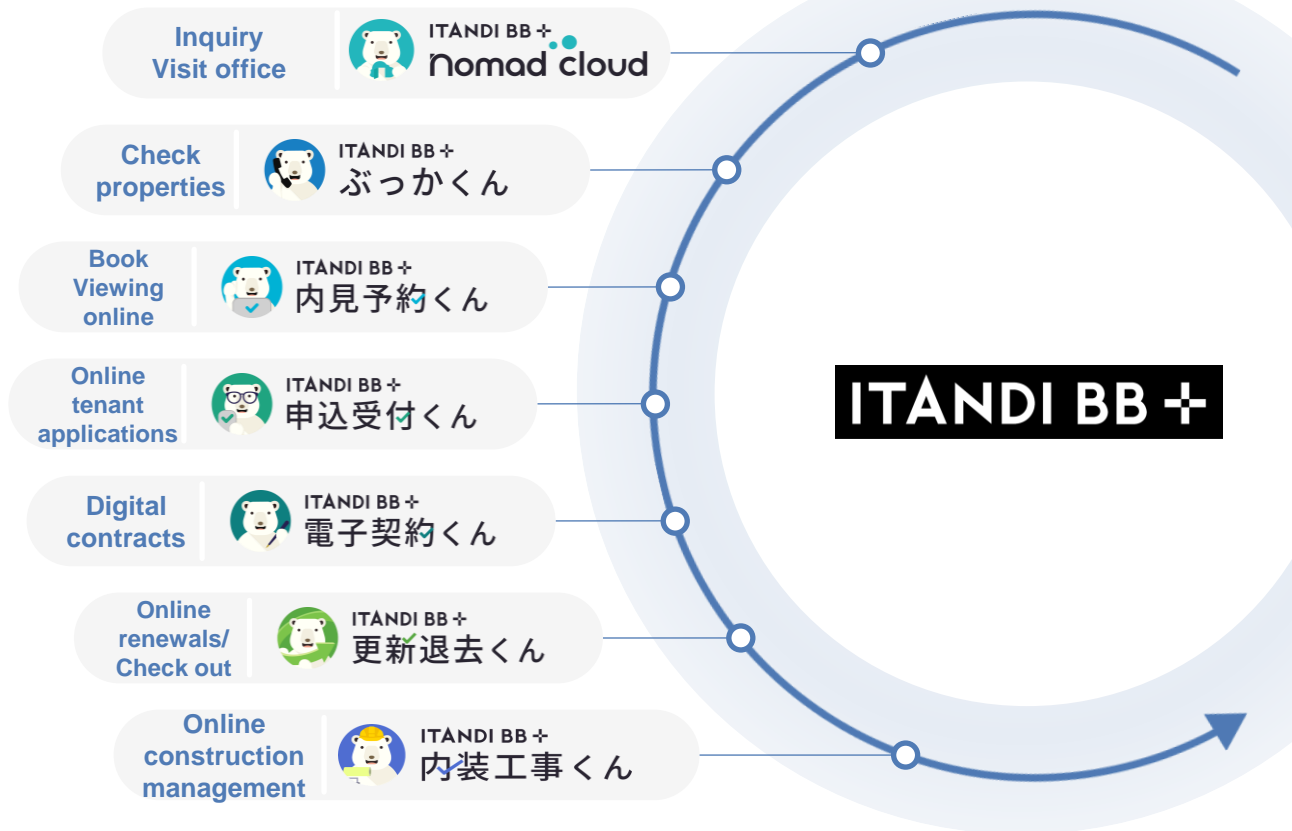 Inquiry
Visit office
ITANDI BB +
nomad cloud
Check
properties
ITANDI BB +
ぶっかくん
Book
Viewing
online
ITANDI BB +
内見予約くん
Online
tenant
applications
ITANDI BB +
申込受付くん
Digital
contracts
ITANDI BB +
電子契約くん
Online
renewals/
Check out
ITANDI BB +
更新退去くん
Online
construction
management
ITANDI BB +
内装工事くん
ITANDI BB +